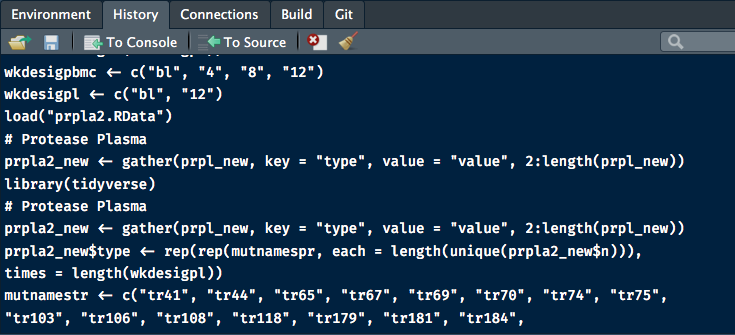 Environment History Connections Build Git
To Console To Source
wkdesigpbmc <- c("bl", "4", "8", "12")
wkdesigpl <- c("bl", "12")
load("prpla2.RData")
# Protease Plasma
prpla2_new <- gather(prpl_new, key = "type", value = "value", 2:length(prpl_new))
library(tidyverse)
# Protease Plasma
prpla2_new <- gather(prpl_new, key = "type", value = "value", 2:length(prpl_new))
prpla2_new$type <- rep(rep(mutnamespr, each = length(unique(prpla2_new$n))),
times = length(wkdesigpl))
mutnamestr <- c("tr41", "tr44", "tr65", "tr67", "tr69", "tr70", "tr74", "tr75",
"tr103", "tr106", "tr108", "tr118", "tr179", "tr181", "tr184",